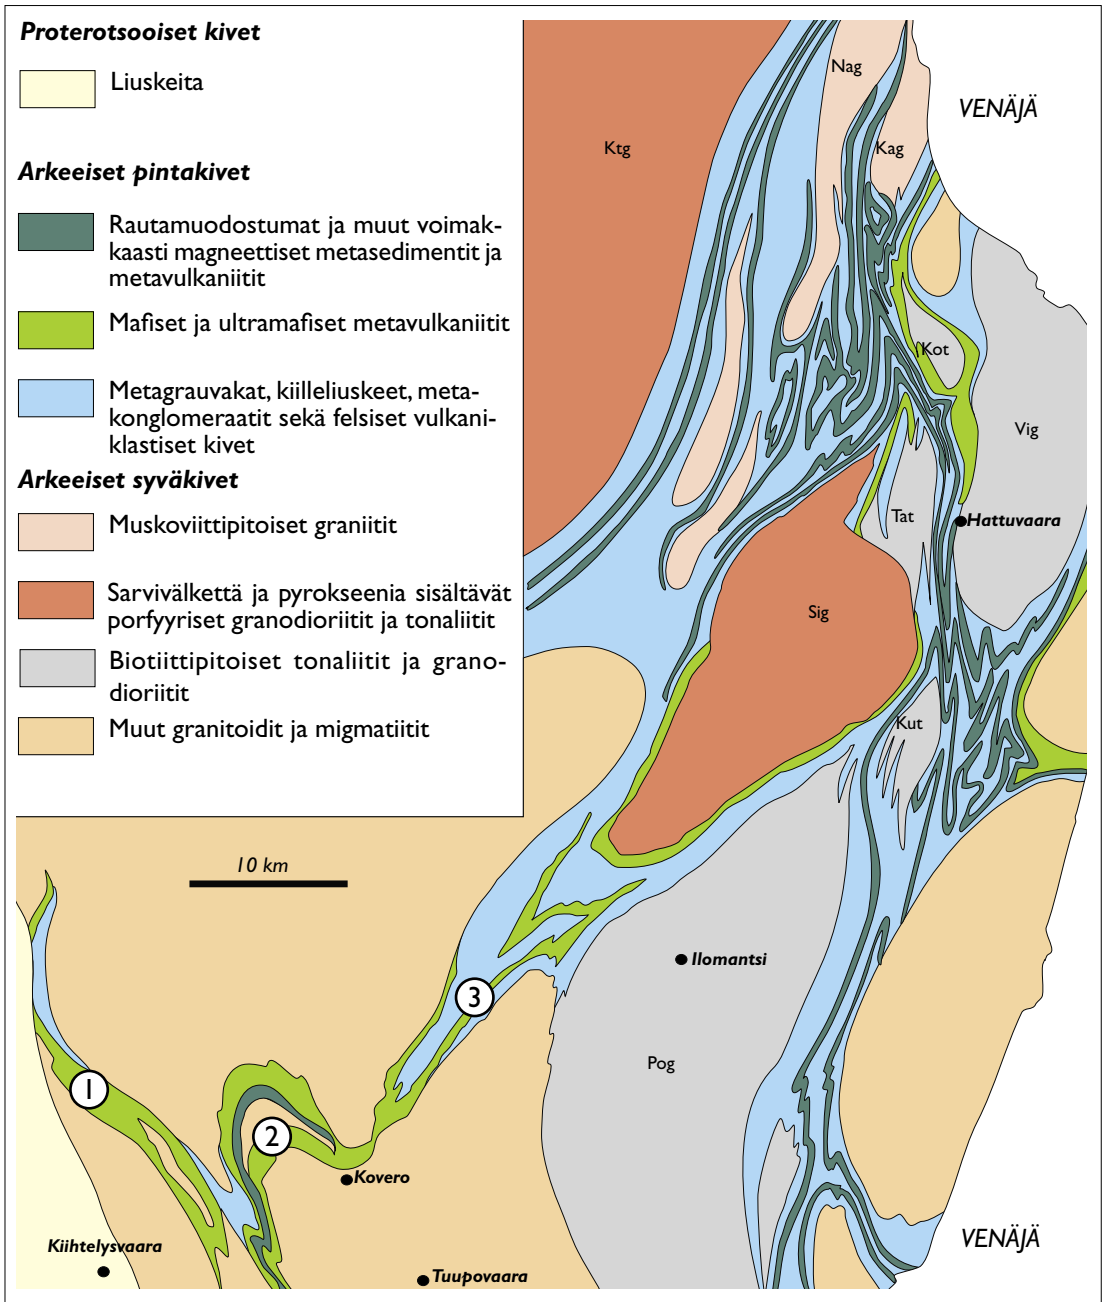 Proterotsooiset kivet
Liuskeita
Arkeeiset pintakivet
Rautamuodostumat ja muut voimak-
kaasti magneettiset metasedimentit ja
metavulkaniitit
Mafiset ja ultramafiset metavulkaniitit
Metagrauvakat, kiilleliuskeet, meta-
konglomeraatit sekä felsiset vulkani-
klastiset kivet
Arkeeiset syväkivet
Muskoviittipitoiset graniitit
Sarvivälkettä ja pyrokseenia sisältävät
porfyyriset granodioriitit ja tonaliitit
Biotiittipitoiset tonaliitit ja grano-
dioriitit
Muut granitoidit ja migmatiitit
10 km
Nag
VENÄJÄ
Ktg
Kag
Kot
Vig
Tat
Hattuvaara
Sig
Kut
Ilomantsi
3
Pog
1
2
Kovero
VENÄJÄ
Kiihtelysvaara
Tuupovaara